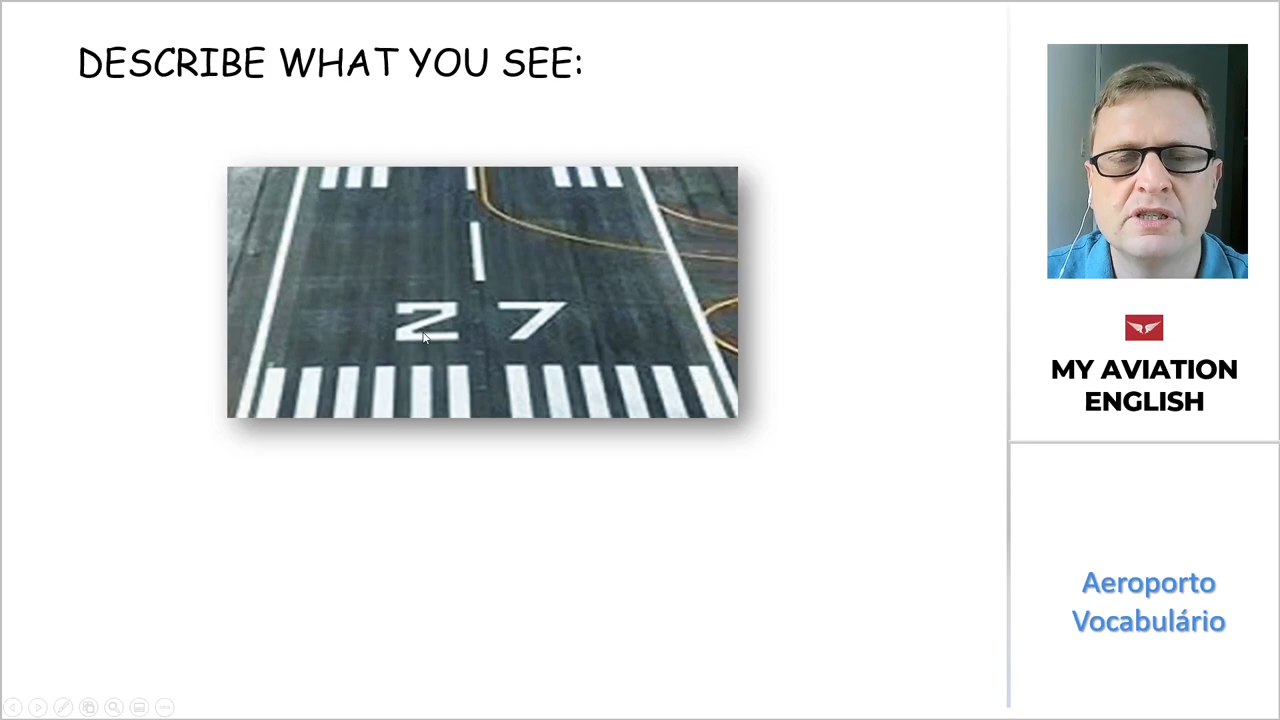 DESCRIBE WHAT YOU SEE:
27
MY AVIATION
ENGLISH
Aeroporto
Vocabulário